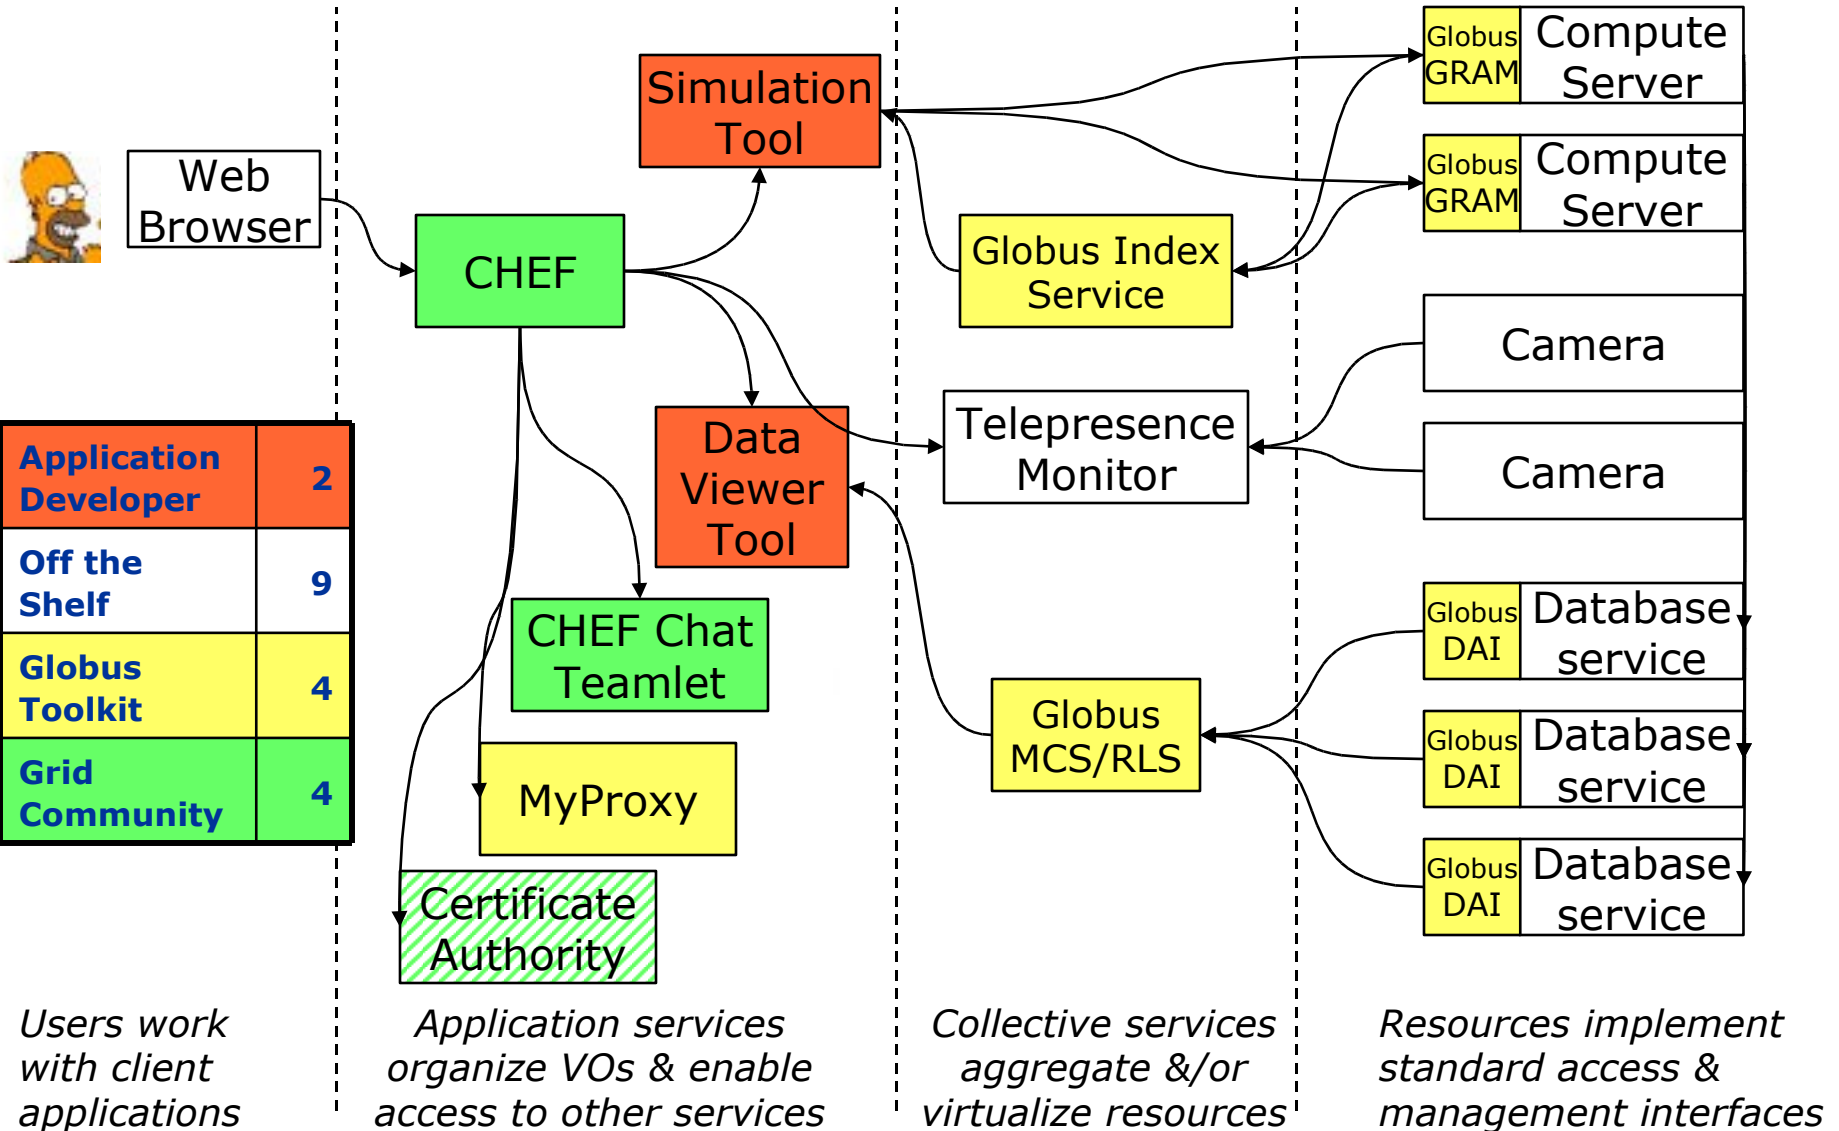 Web
Browser
CHEF
Simulation
Tool
Globus
GRAM
Compute
Server
Globus
GRAM
Compute
Server
Globus Index
Service
Camera
Camera
Telepresence
Monitor
Data
Viewer
Tool
CHEF Chat
Teamlet
MyProxy
Certificate
Authority
Globus
MCS/RLS
Globus
DAI
Database
service
Globus
DAI
Database
service
Globus
DAI
Database
service
Application
Developer
2
Off the
Shelf
9
Globus
Toolkit
4
Grid
Community
4
Users work
with client
applications
Application services
organize VOs & enable
access to other services
Collective services
aggregate &/or
virtualize resources
Resources implement
standard access &
management interfaces